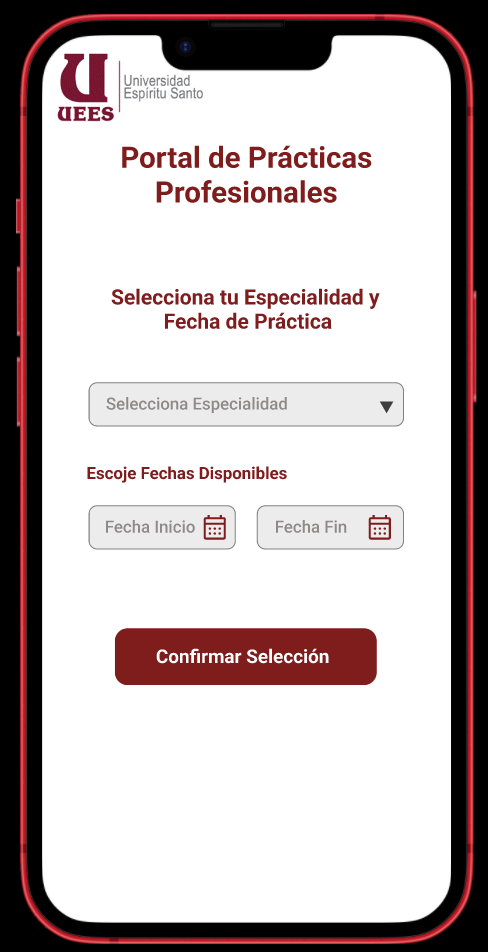 UEES
Universidad
Espíritu Santo
Portal de Prácticas
Profesionales
Selecciona tu Especialidad y
Fecha de Práctica
Selecciona Especialidad
Escoje Fechas Disponibles
Fecha Inicio
Fecha Fin
Confirmar Selección